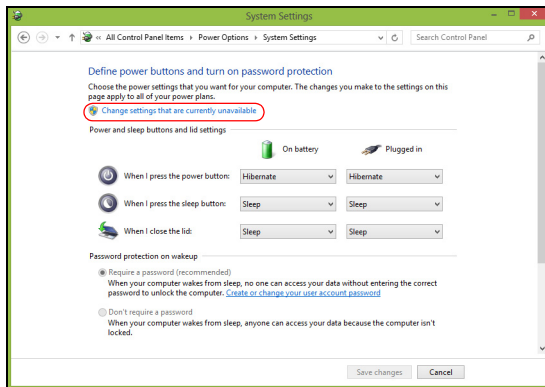 System Settings
« All Control Panel Items › Power Options › System Settings
Search Control Panel
Define power buttons and turn on password protection
Choose the power settings that you want for your computer. The changes you make to the settings on this
page apply to all of your power plans.
Change settings that are currently unavailable
Power and sleep buttons and lid settings
On battery Plugged in
When I press the power button: Hibernate Hibernate
When I press the sleep button: Sleep Sleep
When I close the lid: Sleep Sleep
Password protection on wakeup
Require a password (recommended)
When your computer wakes from sleep, no one can access your data without entering the correct
password to unlock the computer. Create or change your user account password
Don't require a password
When your computer wakes from sleep, anyone can access your data because the computer isn't
locked.
Save changes Cancel